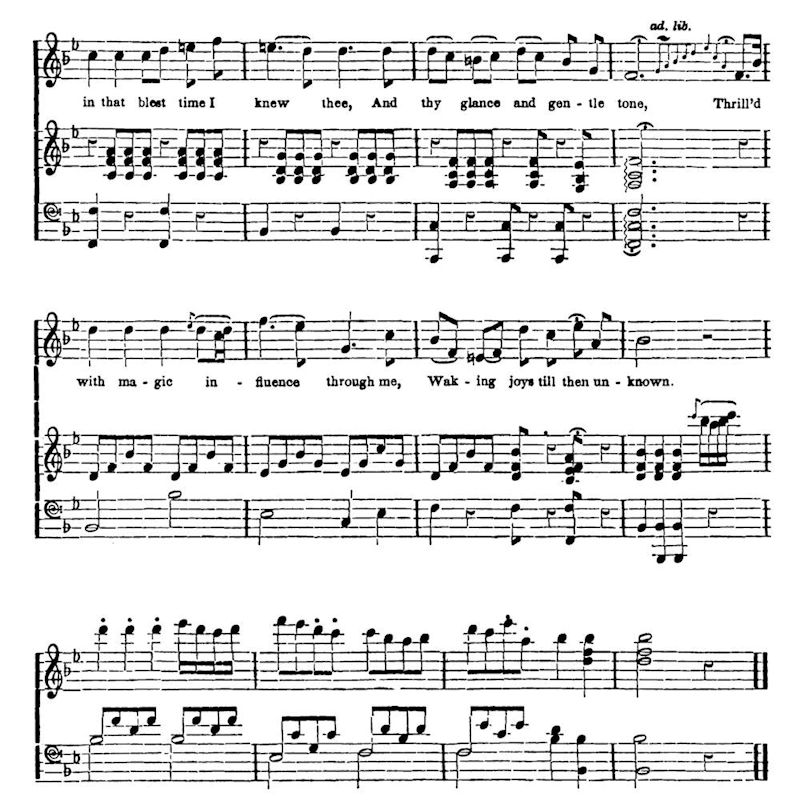 ad. lib.
in that blest time I knew thee, And thy glance and gen - tle tone, Thrill'd
with ma - gic in - fluence through me, Wak - ing joys till then un - known.